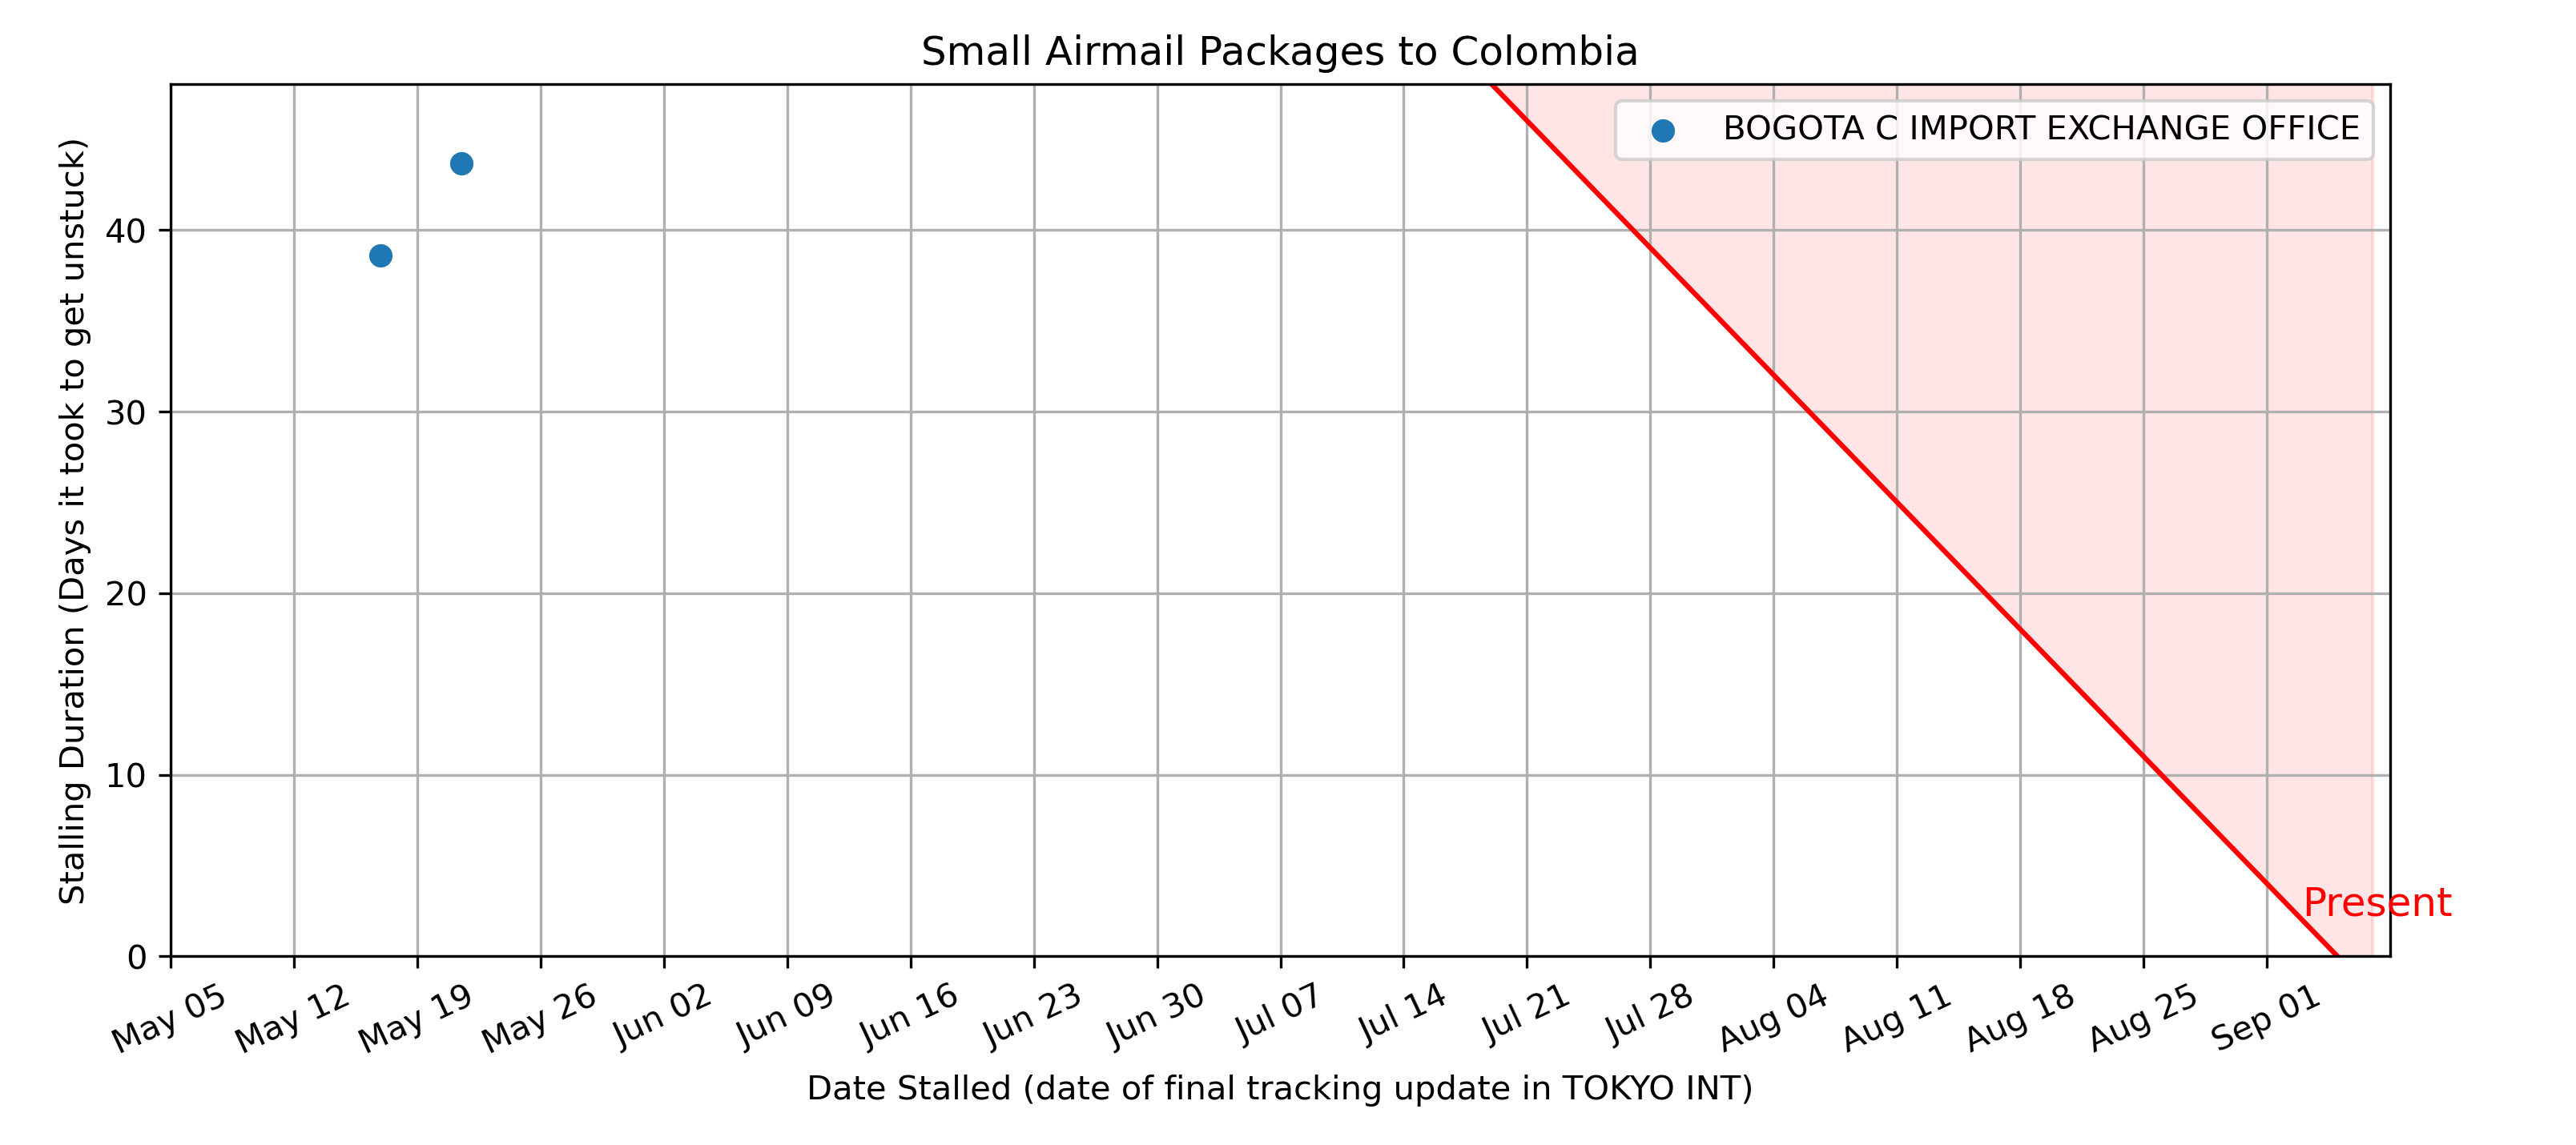 Small Airmail Packages to Colombia
BOGOTA C IMPORT EXCHANGE OFFICE
Stalling Duration (Days it took to get unstuck)
40
30
20
10
0
Present
May 05
May 12
May 19
May 26
Jun 02
Jun 09
Jun 16
Jun 23
Jun 30
Jul 07
Jul 14
Jul 21
Jul 28
Aug 04
Aug 11
Aug 18
Aug 25
Sep 01
Date Stalled (date of final tracking update in TOKYO INT)